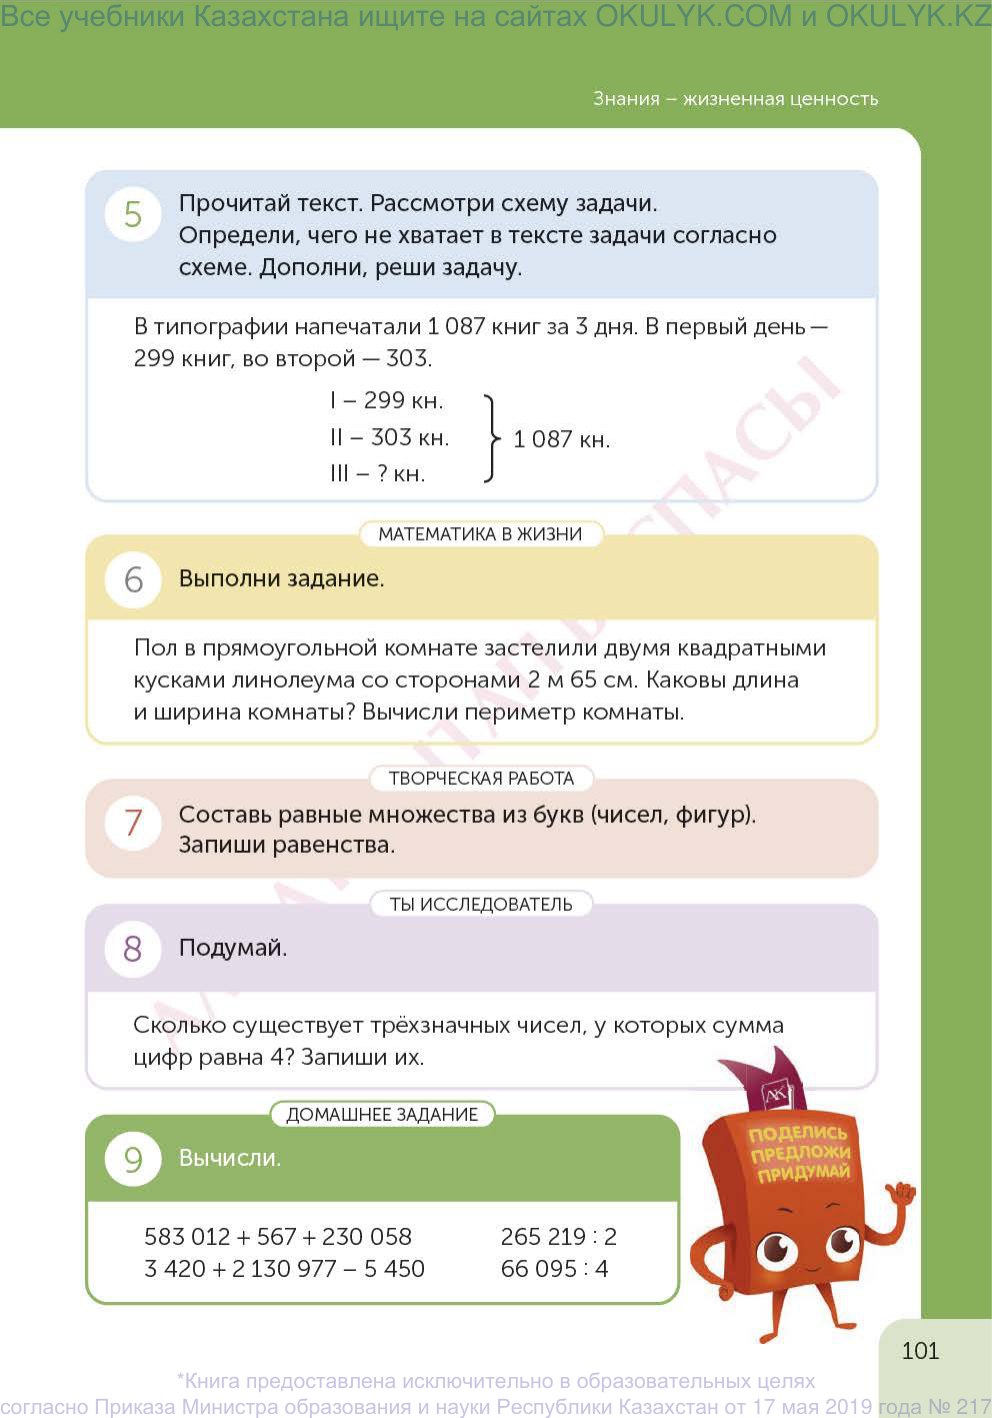 Все учебники Казахстана ищите на сайтах OKULYK.COM и OKULYK.KZ
Знания – жизненная ценность
5
Прочитай текст. Рассмотри схему задачи.
Определи, чего не хватает в тексте задачи согласно
схеме. Дополни, реши задачу.
В типографии напечатали 1 087 книг за 3 дня. В первый день —
299 книг, во второй — 303.
I – 299 кн.
II – 303 кн.
III – ? кн.
1 087 кн.
МАТЕМАТИКА В ЖИЗНИ
6
Выполни задание.
Пол в прямоугольной комнате застелили двумя квадратными
кусками линолеума со сторонами 2 м 65 см. Каковы длина
и ширина комнаты? Вычисли периметр комнаты.
ТВОРЧЕСКАЯ РАБОТА
7
Составь равные множества из букв (чисел, фигур).
Запиши равенства.
ТЫ ИССЛЕДОВАТЕЛЬ
8
Подумай.
Сколько существует трёхзначных чисел, у которых сумма
цифр равна 4? Запиши их.
ДОМАШНЕЕ ЗАДАНИЕ
9
Вычисли.
583 012 + 567 + 230 058
3 420 + 2 130 977 – 5 450
265 219 : 2
66 095 : 4
АК
ПОДЕЛИСЬ
ПРЕДЛОЖИ
ПРИДУМАЙ
101
*Книга предоставлена исключительно в образовательных целях
согласно Приказа Министра образования и науки Республики Казахстан от 17 мая 2019 года № 217